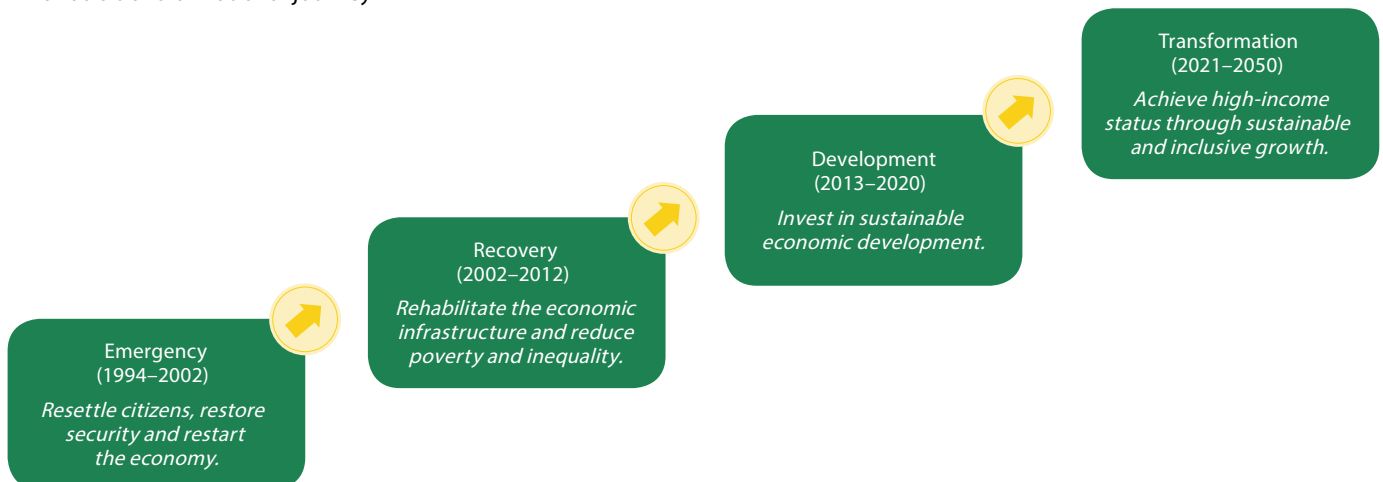 Emergency
(1994–2002)
Resettle citizens, restore
security and restart
the economy.
Recovery
(2002–2012)
Rehabilitate the economic
infrastructure and reduce
poverty and inequality.
Development
(2013–2020)
Invest in sustainable
economic development.
Transformation
(2021–2050)
Achieve high-income
status through sustainable
and inclusive growth.